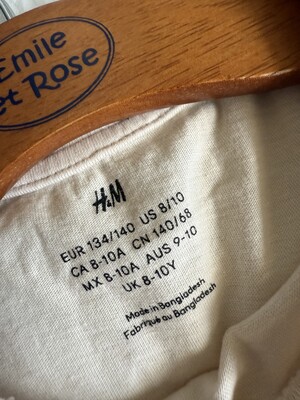 Emile
et Rose
H&M
EUR 134/140 US 8/10
CA 8-10A CN 140/68
MX 8-10A AUS 9-10
UK 8-10Y
Made in Bangladesh
Fabriqué au Bangladesh